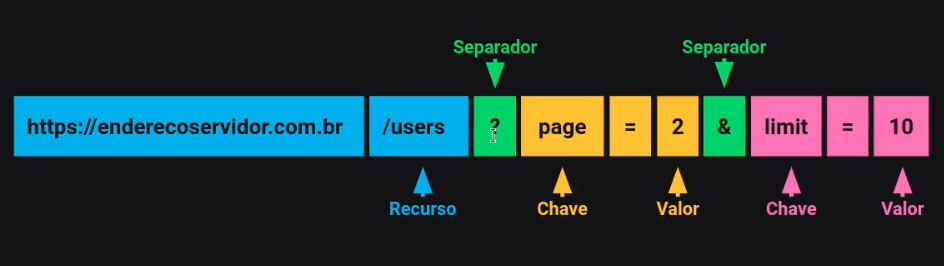 Separador Separador
https://enderecoservidor.com.br /users ? page = 2 & limit = 10
Recurso Chave Valor Chave Valor